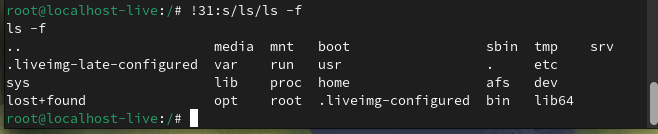 root@localhost-live:/# !31:s/ls/ls -f
ls -f
.. media mnt boot sbin tmp srv
.liveimg-late-configured var run usr . etc
sys lib proc home afs dev
lost+found opt root .liveimg-configured bin lib64
root@localhost-live:/#